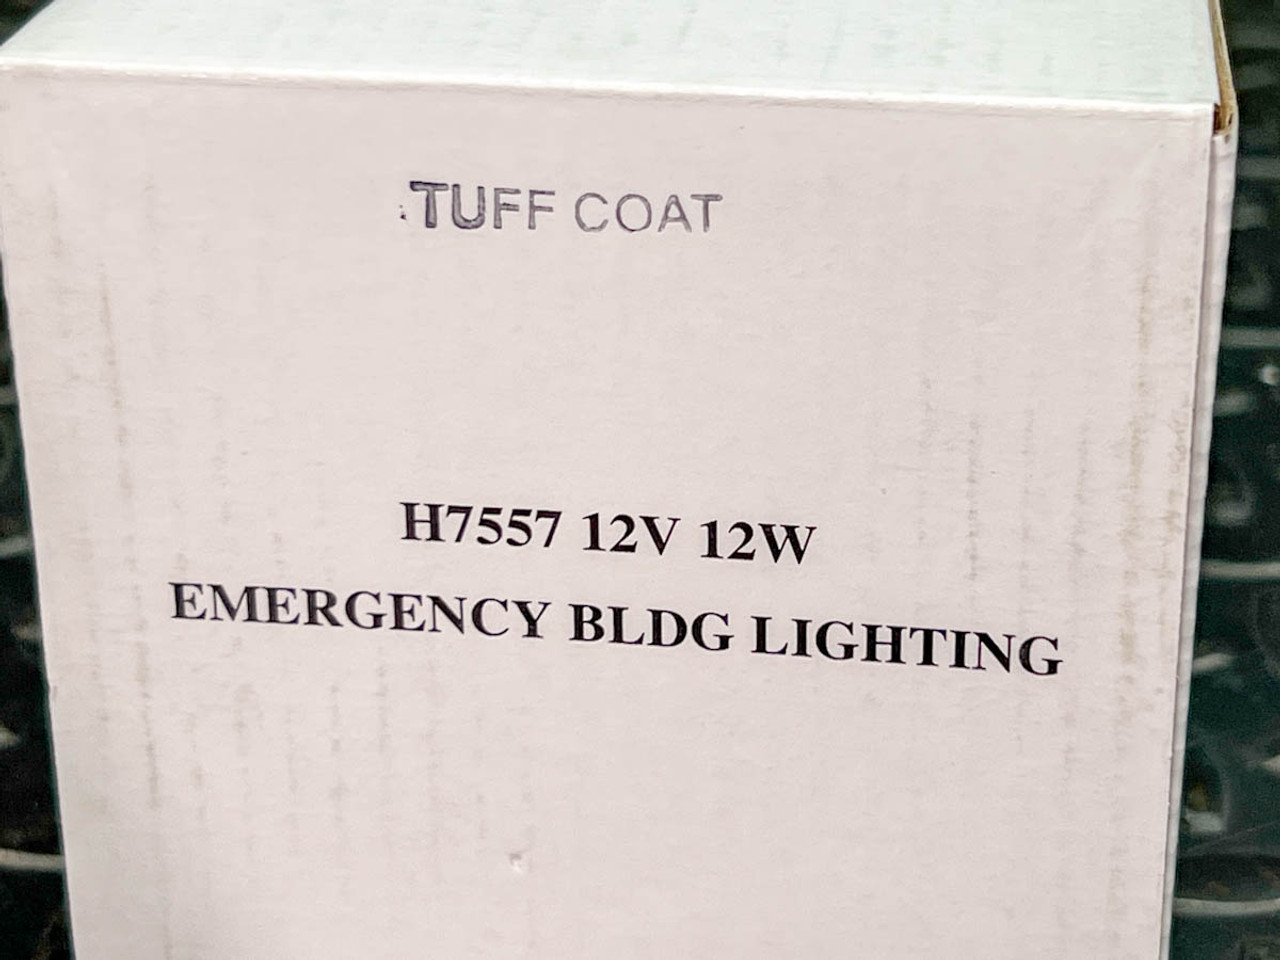 TUFF COAT
H7557 12V 12W
EMERGENCY BLDG LIGHTING